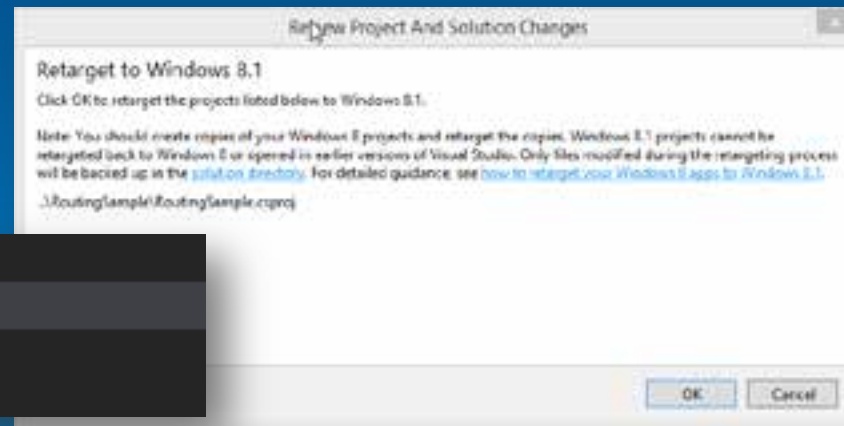 Review Project And Solution Changes
Retarget to Windows 8.1
Click OK to retarget the projects listed below to Windows 8.1.
Note: You should create copies of your Windows 8 projects and retarget the copies. Windows 8.1 projects cannot be
retargeted back to Windows 8 or opened in earlier versions of Visual Studio. Only files modified during the retargeting process
will be backed up in the solution directory. For detailed guidance, see how to retarget your Windows 8 apps to Windows 8.1.
.\RoutingSample\RoutingSample.csproj
OK Cancel